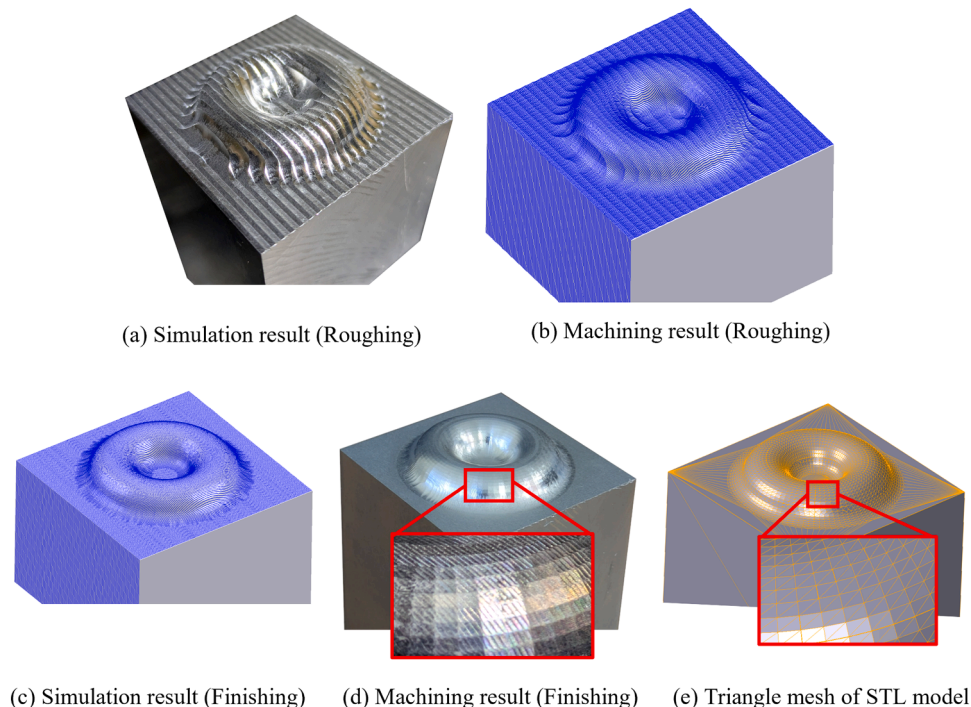 (a) Simulation result (Roughing)
(b) Machining result (Roughing)
(c) Simulation result (Finishing)
(d) Machining result (Finishing)
(e) Triangle mesh of STL model